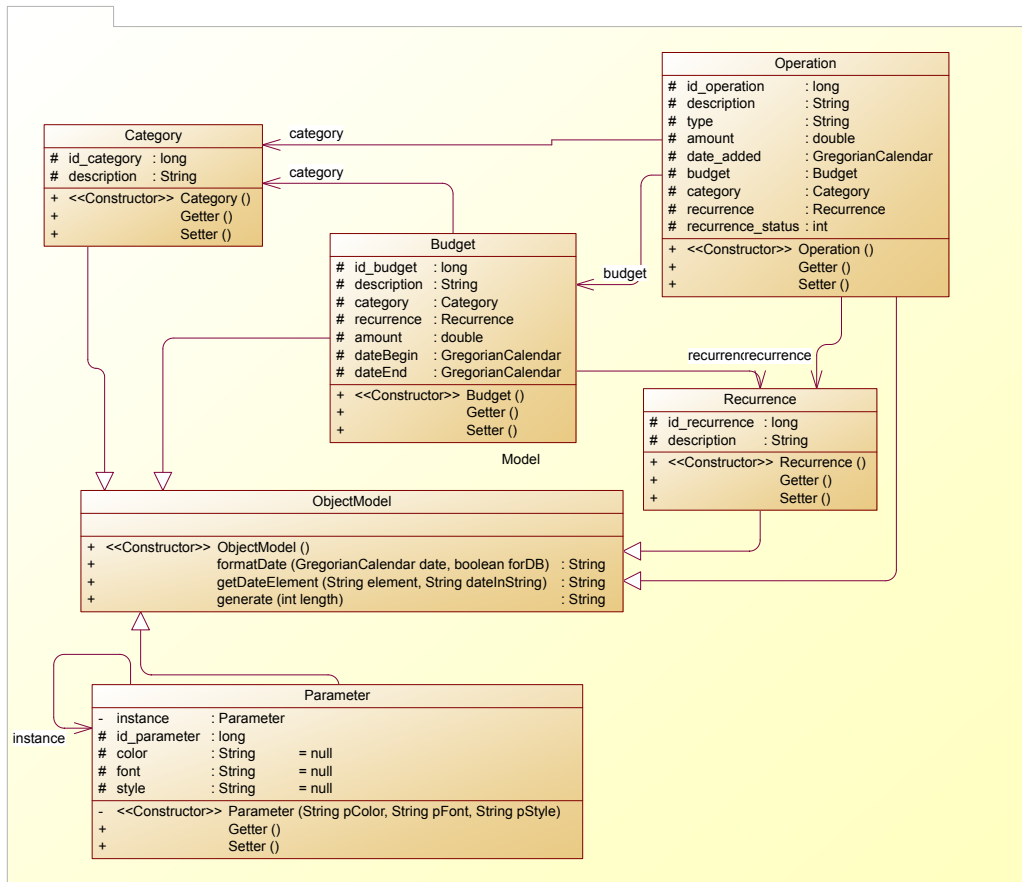 Operation
# id_operation : long
# description : String
# type : String
# amount : double
# date_added : GregorianCalendar
# budget : Budget
# category : Category
# recurrence : Recurrence
# recurrence_status : int
+ <<Constructor>> Operation ()
+ Getter ()
+ Setter ()
category
Category
# id_category : long
# description : String
+ <<Constructor>> Category ()
+ Getter ()
+ Setter ()
category
Budget
# id_budget : long
# description : String
# category : Category
# recurrence : Recurrence
# amount : double
# dateBegin : GregorianCalendar
# dateEnd : GregorianCalendar
+ <<Constructor>> Budget ()
+ Getter ()
+ Setter ()
budget
recurrence
Recurrence
# id_recurrence : long
# description : String
+ <<Constructor>> Recurrence ()
+ Getter ()
+ Setter ()
Model
ObjectModel
+ <<Constructor>> ObjectModel ()
+ formatDate (GregorianCalendar date, boolean forDB) : String
+ getDateElement (String element, String dateInString) : String
+ generate (int length) : String
Parameter
- instance : Parameter
# id_parameter : long
# color : String = null
# font : String = null
# style : String = null
- <<Constructor>> Parameter (String pColor, String pFont, String pStyle)
+ Getter ()
+ Setter ()
instance